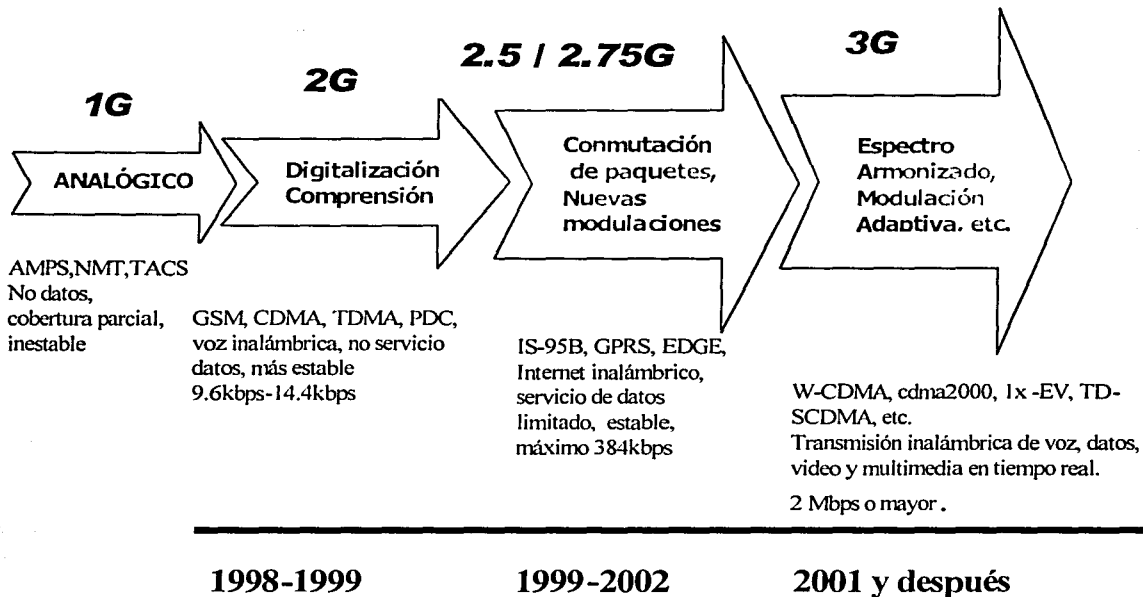 1G
ANALÓGICO
AMPS,NMT,TACS
No datos,
cobertura parcial,
inestable
2G
Digitalización
Comprensión
GSM, CDMA, TDMA, PDC,
voz inalámbrica, no servicio
datos, más estable
9.6kbps-14.4kbps
2.5 / 2.75G
Conmutación
de paquetes,
Nuevas
modulaciones
IS-95B, GPRS, EDGE,
Internet inalámbrico,
servicio de datos
limitado, estable,
máximo 384kbps
3G
Espectro
Armonizado,
Modulación
Adaptiva, etc.
W-CDMA, cdma2000, 1x -EV, TD-
SCDMA, etc.
Transmisión inalámbrica de voz, datos,
video y multimedia en tiempo real.
2 Mbps o mayor.
1998-1999
1999-2002
2001 y después